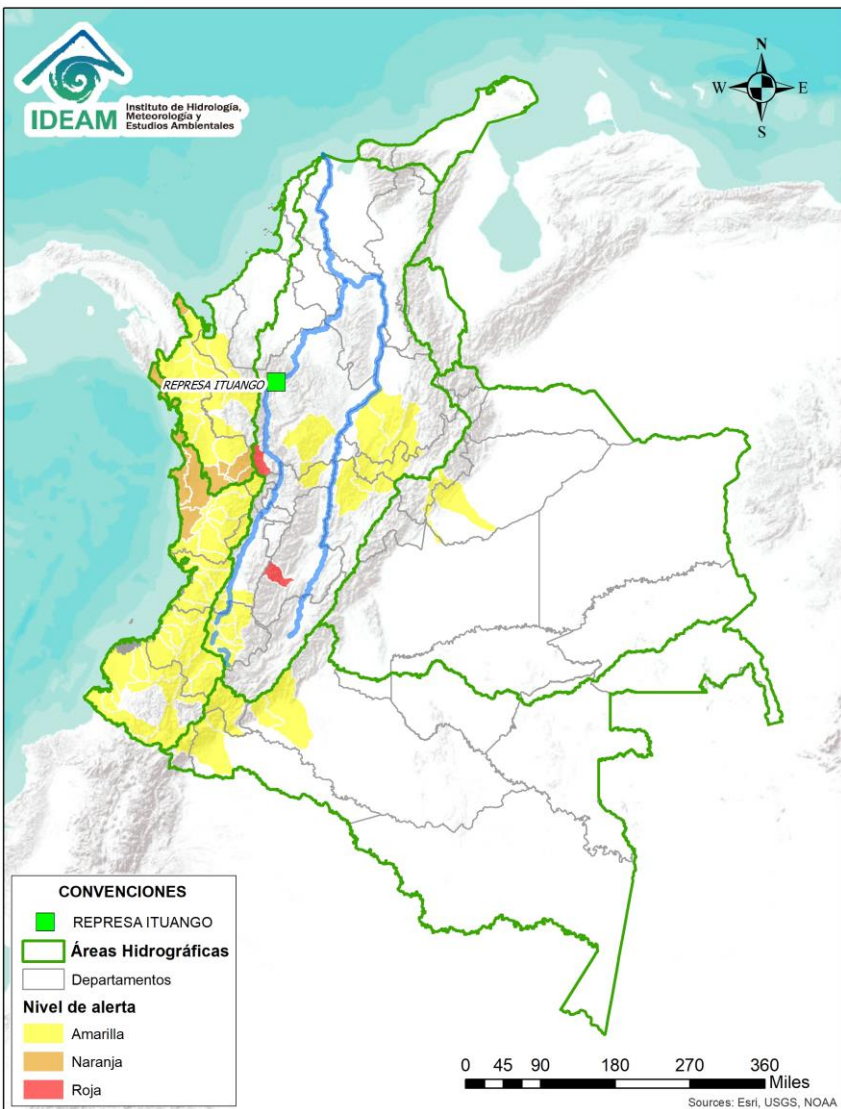 IDEAM
Instituto de Hidrología,
Meteorología y
Estudios Ambientales
N
W
E
S
REPRESA ITUANGO
CONVENCIONES
REPRESA ITUANGO
Áreas Hidrográficas
Departamentos
Nivel de alerta
Amarilla
Naranja
Roja
0 45 90 180 270 360
Miles
Sources: Esri, USGS, NOAA